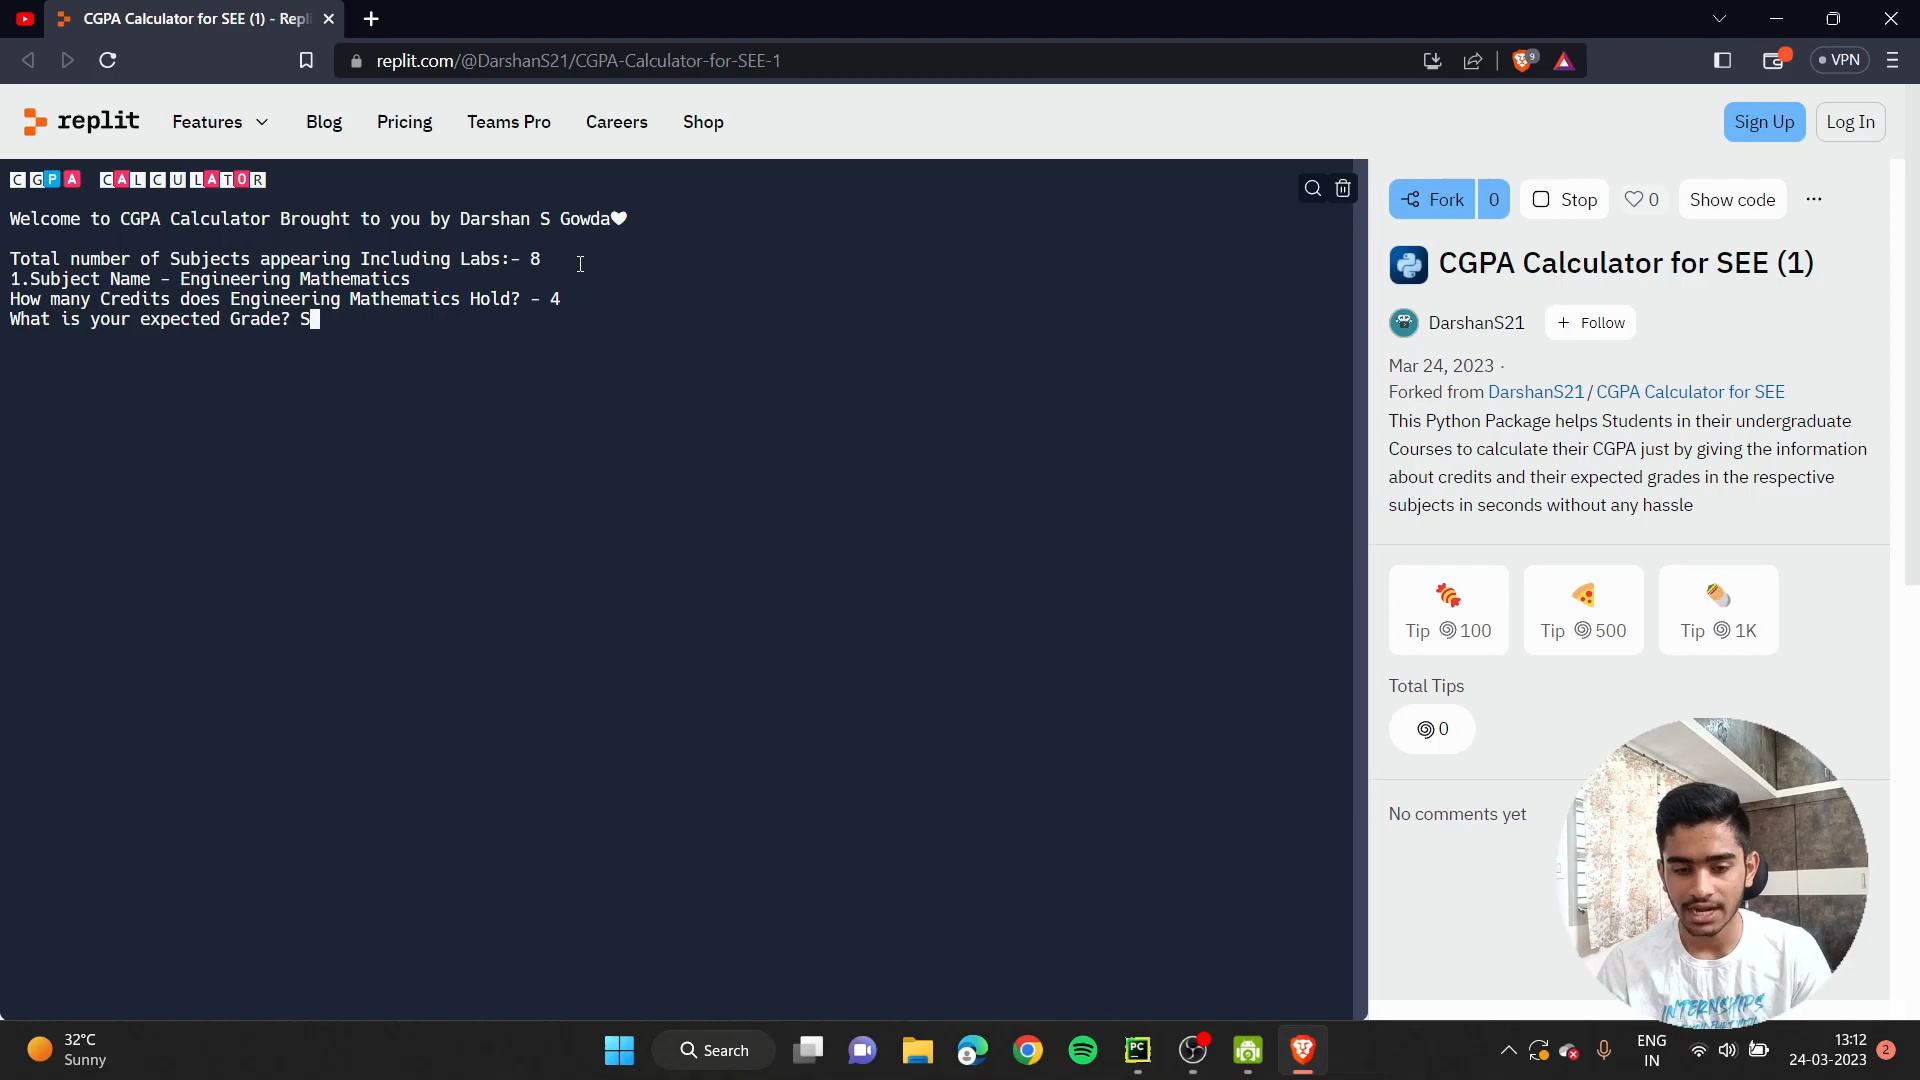 CGPA Calculator for SEE (1) - Repl
replit.com/@DarshanS21/CGPA-Calculator-for-SEE-1
9
VPN
replit
Features
Blog
Pricing
Teams Pro
Careers
Shop
Sign Up
Log In
CGPA CALCULATOR
Welcome to CGPA Calculator Brought to you by Darshan S Gowda♥
Total number of Subjects appearing Including Labs:- 8
1.Subject Name - Engineering Mathematics
How many Credits does Engineering Mathematics Hold? - 4
What is your expected Grade? S
Fork 0
Stop
0
Show code
CGPA Calculator for SEE (1)
DarshanS21
+ Follow
Mar 24, 2023 ·
Forked from DarshanS21/CGPA Calculator for SEE
This Python Package helps Students in their undergraduate
Courses to calculate their CGPA just by giving the information
about credits and their expected grades in the respective
subjects in seconds without any hassle
Tip 100
Tip 500
Tip 1K
Total Tips
0
No comments yet
INTERNSHIPS
32°C
Sunny
Search
PC
ENG
IN
13:12
24-03-2023
2